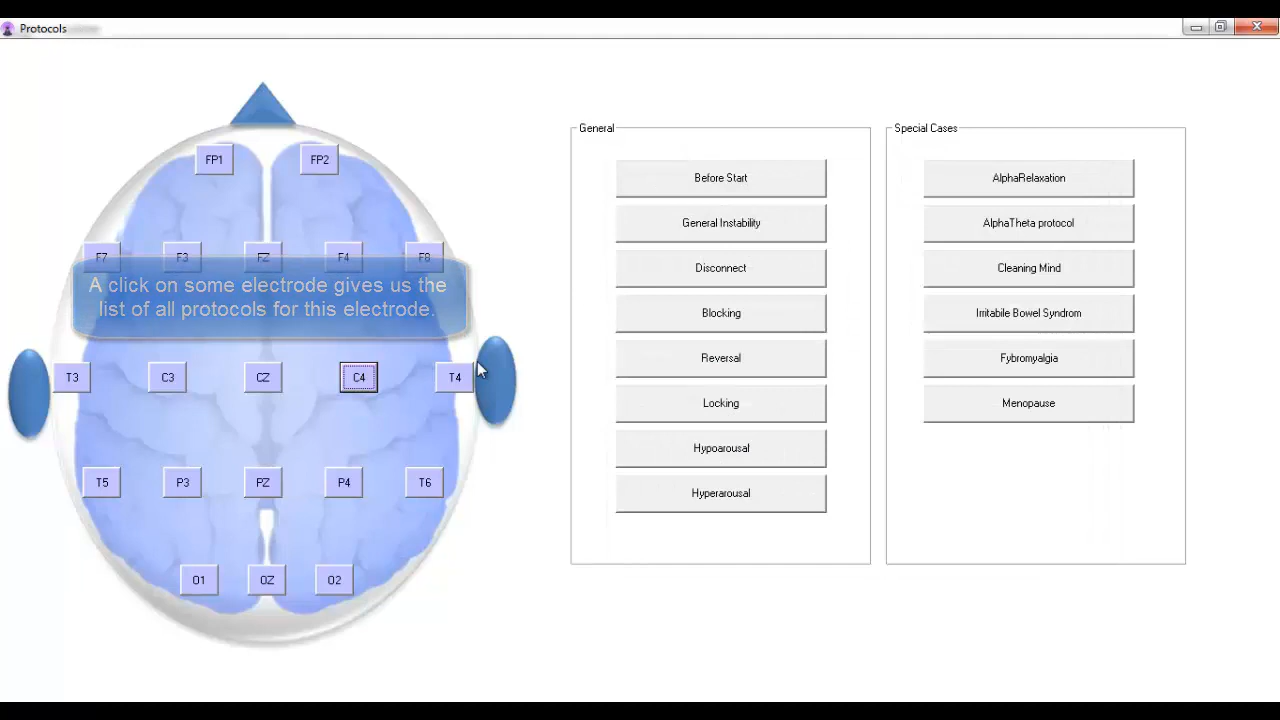 Protocols
FP1
FP2
F7
F3
FZ
F4
F8
A click on some electrode gives us the
list of all protocols for this electrode.
T3
C3
CZ
C4
T4
T5
P3
PZ
P4
T6
O1
OZ
O2
General
Before Start
General Instability
Disconnect
Blocking
Reversal
Locking
Hypoarousal
Hyperarousal
Special Cases
AlphaRelaxation
AlphaTheta protocol
Cleaning Mind
Irritabile Bowel Syndrom
Fybromyalgia
Menopause